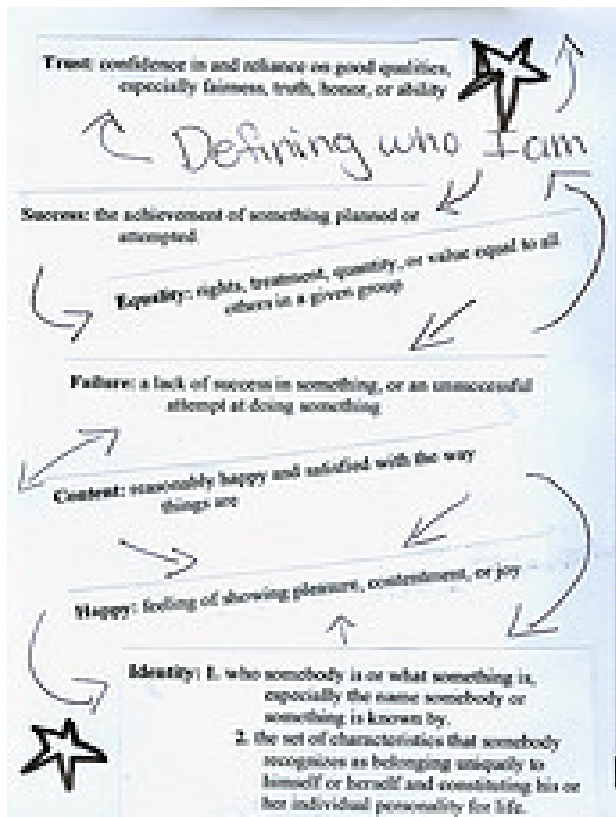 Trust: confidence in and reliance on good qualities,
especially fairness, truth, honor, or ability
Defining who I am
Success: the achievement of something planned or
attempted
Equality: rights, treatment, quantity, or value equal to all
others in a given group
Failure: a lack of success in something, or an unsuccessful
attempt at doing something
Content: reasonably happy and satisfied with the way
things are
Happy: feeling of showing pleasure, contentment, or joy
Identity: 1. who somebody is or what something is,
especially the name somebody or
something is known by.
2. the set of characteristics that somebody
recognizes as belonging uniquely to
himself or herself and constituting his or
her individual personality for life.